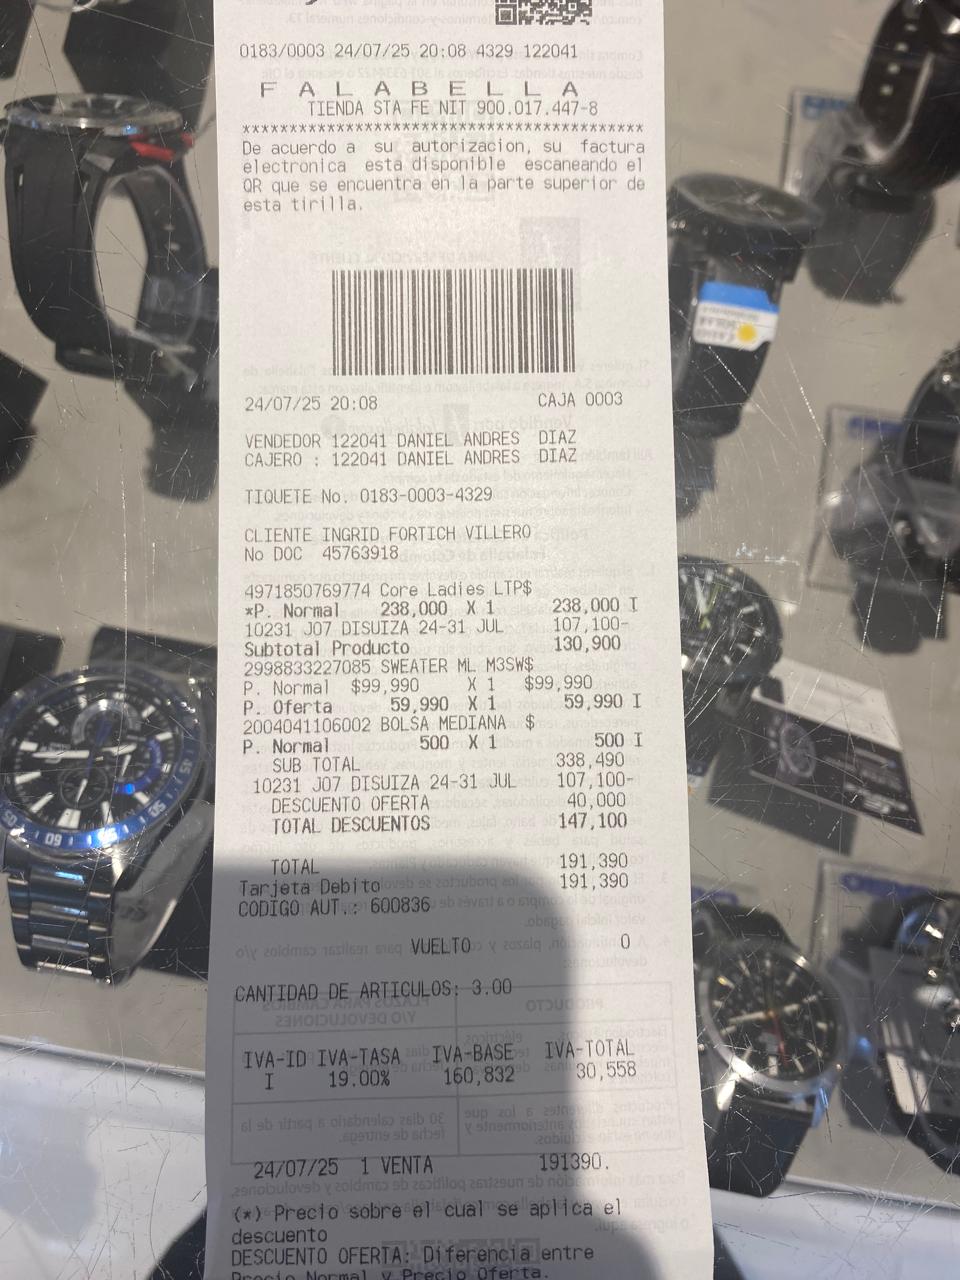 0183/0003 24/07/25 20:08 4329 122041
FALABELLA
TIENDA STA FE NIT 900.017.447-8
******************************************
De acuerdo a su autorizacion, su factura
electronica esta disponible escaneando el
QR que se encuentra en la parte superior de
esta tirilla.
24/07/25 20:08 CAJA 0003
VENDEDOR 122041 DANIEL ANDRES DIAZ
CAJERO : 122041 DANIEL ANDRES DIAZ
TIQUETE No. 0183-0003-4329
CLIENTE INGRID FORTICH VILLERO
No DOC 45763918
4971850769774 Core Ladies LTP$
*P. Normal 238,000 X 1 238,000 I
10231 J07 DISUIZA 24-31 JUL 107,100-
Subtotal Producto 130,900
2998833227085 SWEATER ML M3SW$
P. Normal $99,990 X 1 $99,990
P. Oferta 59,990 X 1 59,990 I
2004041106002 BOLSA MEDIANA $
P. Normal 500 X 1 500 I
SUB TOTAL 338,490
10231 J07 DISUIZA 24-31 JUL 107,100-
DESCUENTO OFERTA 40,000
TOTAL DESCUENTOS 147,100
TOTAL 191,390
Tarjeta Debito 191,390
CODIGO AUT.: 600836
VUELTO 0
CANTIDAD DE ARTICULOS: 3.00
IVA-ID IVA-TASA IVA-BASE IVA-TOTAL
I 19.00% 160,832 30,558
24/07/25 1 VENTA 191390.
(*) Precio sobre el cual se aplica el
descuento
DESCUENTO OFERTA: Diferencia entre
Precio Normal y Precio Oferta.